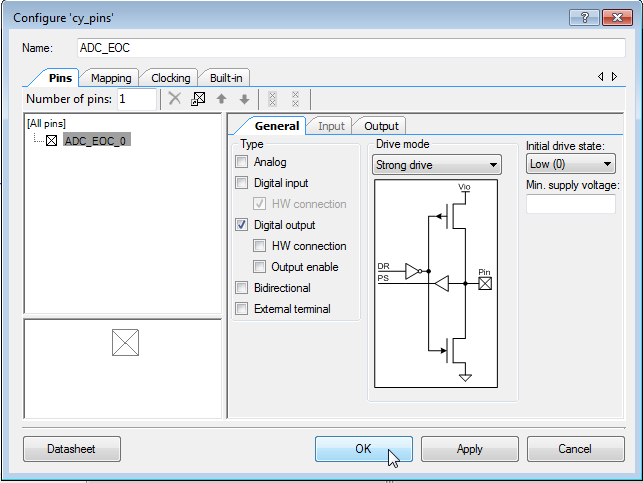 Configure 'cy_pins'
Name: ADC_EOC
Pins Mapping Clocking Built-in
Number of pins: 1
[All pins]
ADC_EOC_0
General Input Output
Type
Analog
Digital input
HW connection
Digital output
HW connection
Output enable
Bidirectional
External terminal
Drive mode
Strong drive
Vio
DR
PS
Pin
Initial drive state:
Low (0)
Min. supply voltage:
Datasheet OK Apply Cancel